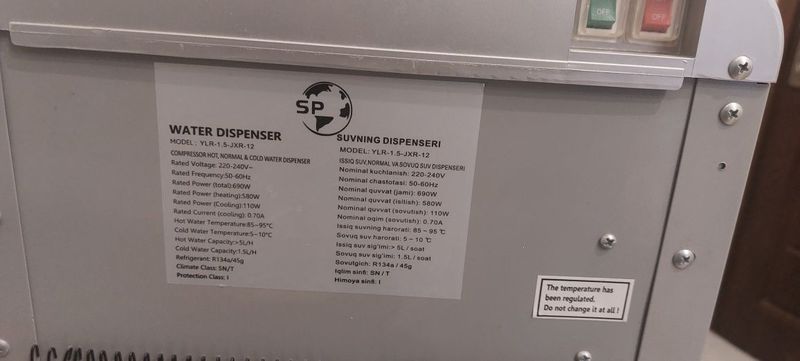 OFF
OFF
SP
WATER DISPENSER
MODEL : YLR-1.5-JXR-12
COMPRESSOR HOT, NORMAL & COLD WATER DISPENSER
Rated Voltage: 220-240V~
Rated Frequency:50-60Hz
Rated Power (total):690W
Rated Power (heating):580W
Rated Power (Cooling):110W
Rated Current (cooling): 0.70A
Hot Water Temperature:85~95℃
Cold Water Temperature:5~10℃
Hot Water Capacity:>5L/H
Cold Water Capacity:1.5L/H
Refrigerant: R134a/45g
Climate Class: SN/T
Protection Class: I
SUVNING DISPENSERI
MODEL: YLR-1.5-JXR-12
ISSIQ SUV,NORMAL VA SOVUQ SUV DISPENSERI
Nominal kuchlanish: 220-240V
Nominal chastotasi: 50-60Hz
Nominal quvvat (jami): 690W
Nominal quvvat (isilish): 580W
Nominal quvvat (sovutish): 110W
Nominal oqim (sovutish): 0.70A
Issiq suvning harorati: 85 ~ 95 ℃
Sovuq suv harorati: 5 ~ 10 ℃
Issiq suv sig'imi:> 5L / soat
Sovuq suv sig'imi: 1.5L / soat
Sovutgich: R134a / 45g
Iqlim sinfi: SN / T
Himoya sinfi: I
The temperature has
been regulated.
Do not change it at all !